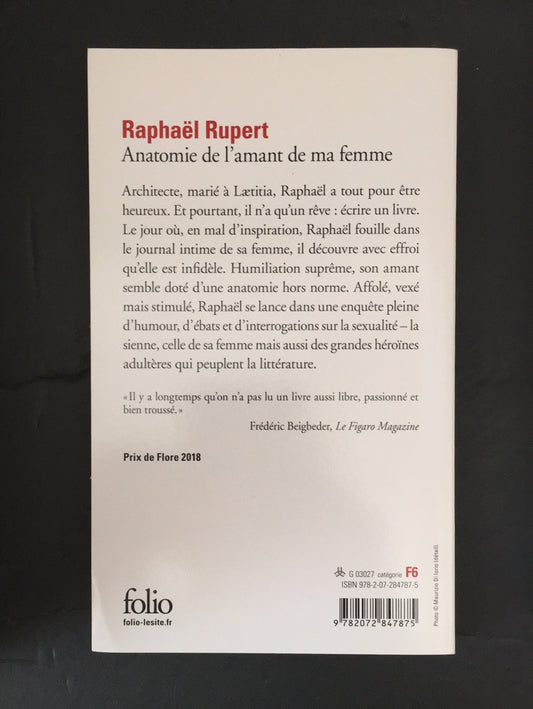 Raphaël Rupert
Anatomie de l'amant de ma femme
Architecte, marié à Lætitia, Raphaël a tout pour être
heureux. Et pourtant, il n'a qu'un rêve : écrire un livre.
Le jour où, en mal d'inspiration, Raphaël fouille dans
le journal intime de sa femme, il découvre avec effroi
qu'elle est infidèle. Humiliation suprême, son amant
semble doté d'une anatomie hors norme. Affolé, vexé
mais stimulé, Raphaël se lance dans une enquête pleine
d'humour, d'ébats et d'interrogations sur la sexualité – la
sienne, celle de sa femme mais aussi des grandes héroïnes
adultères qui peuplent la littérature.
« Il y a longtemps qu'on n'a pas lu un livre aussi libre, passionné et
bien troussé. »
Frédéric Beigbeder, Le Figaro Magazine
Prix de Flore 2018
G 03027 catégorie F6
ISBN 978-2-07-284787-5
9 782072 847875
folio
folio-lesite.fr
Photo © Maurizio Di Iorio (détail).